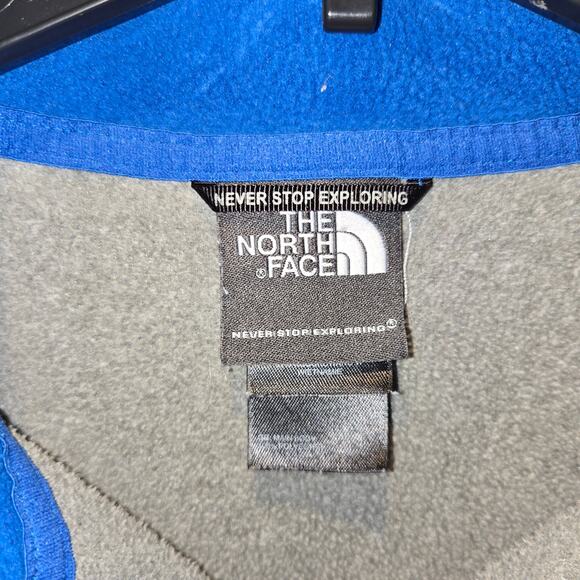 NEVER STOP EXPLORING
THE
NORTH
®FACE
NEVER STOP EXPLORING®